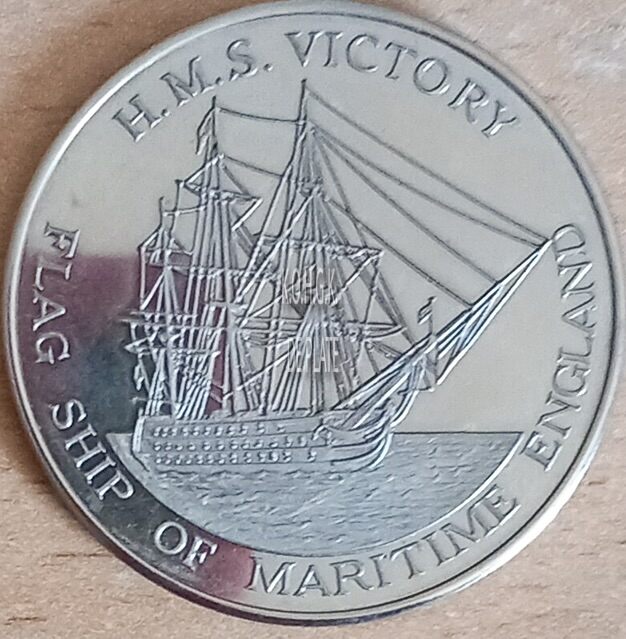 H.M.S. VICTORY
FLAG SHIP OF MARITIME ENGLAND